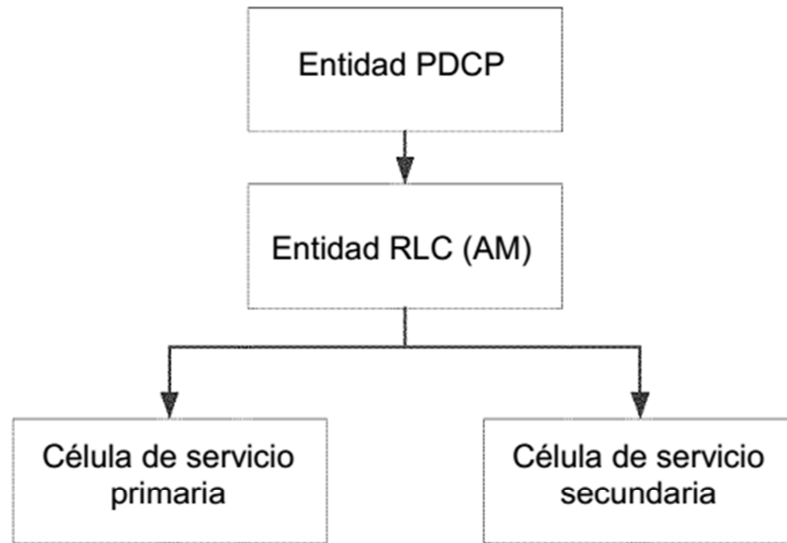 Entidad PDCP
Entidad RLC (AM)
Célula de servicio
primaria
Célula de servicio
secundaria